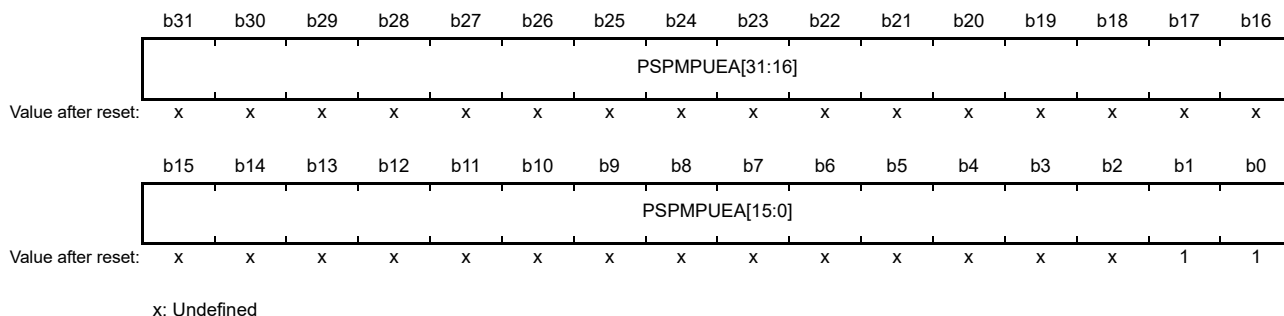 b31 b30 b29 b28 b27 b26 b25 b24 b23 b22 b21 b20 b19 b18 b17 b16
PSPMPUEA[31:16]
Value after reset: x x x x x x x x x x x x x x x x
b15 b14 b13 b12 b11 b10 b9 b8 b7 b6 b5 b4 b3 b2 b1 b0
PSPMPUEA[15:0]
Value after reset: x x x x x x x x x x x x x x 1 1
x: Undefined